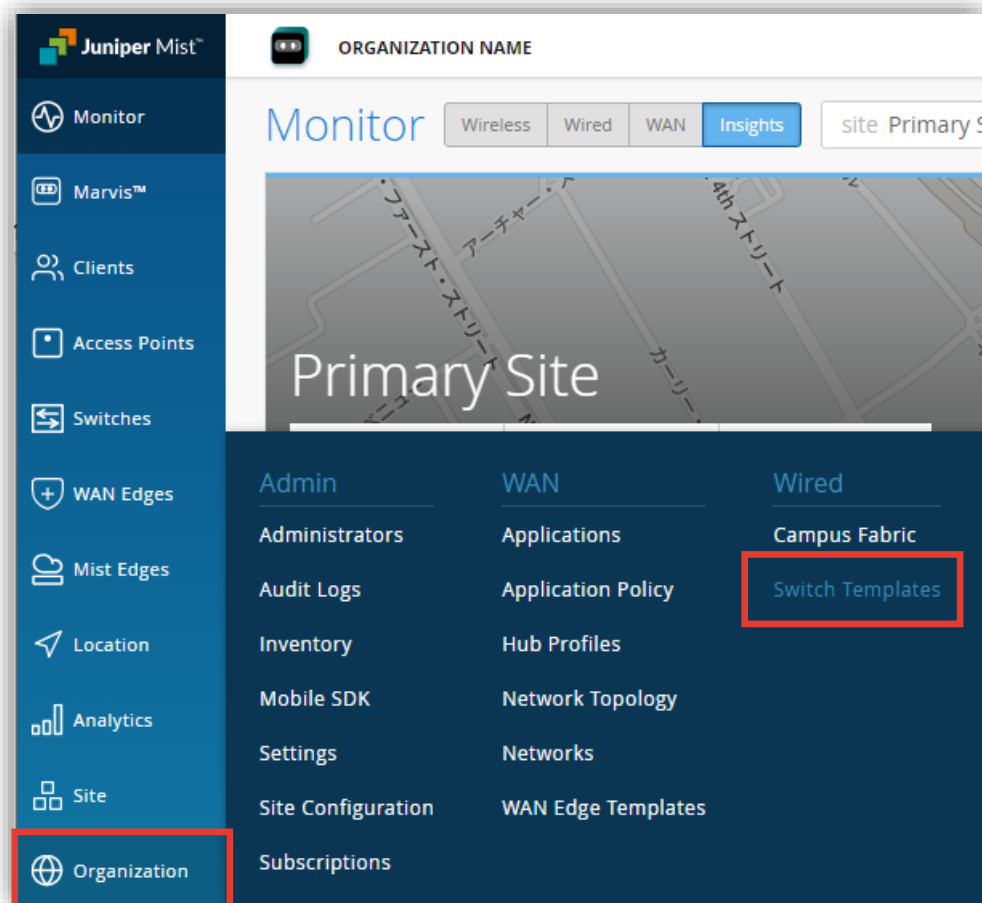 Juniper Mist™
ORGANIZATION NAME
Monitor
Marvis™
Clients
Access Points
Switches
WAN Edges
Mist Edges
Location
Analytics
Site
Organization
Monitor
Wireless
Wired
WAN
Insights
site Primary
ファースト・ストリート
アーチャー・
4th ストリート
カーリー・
Primary Site
Admin
Administrators
Audit Logs
Inventory
Mobile SDK
Settings
Site Configuration
Subscriptions
WAN
Applications
Application Policy
Hub Profiles
Network Topology
Networks
WAN Edge Templates
Wired
Campus Fabric
Switch Templates